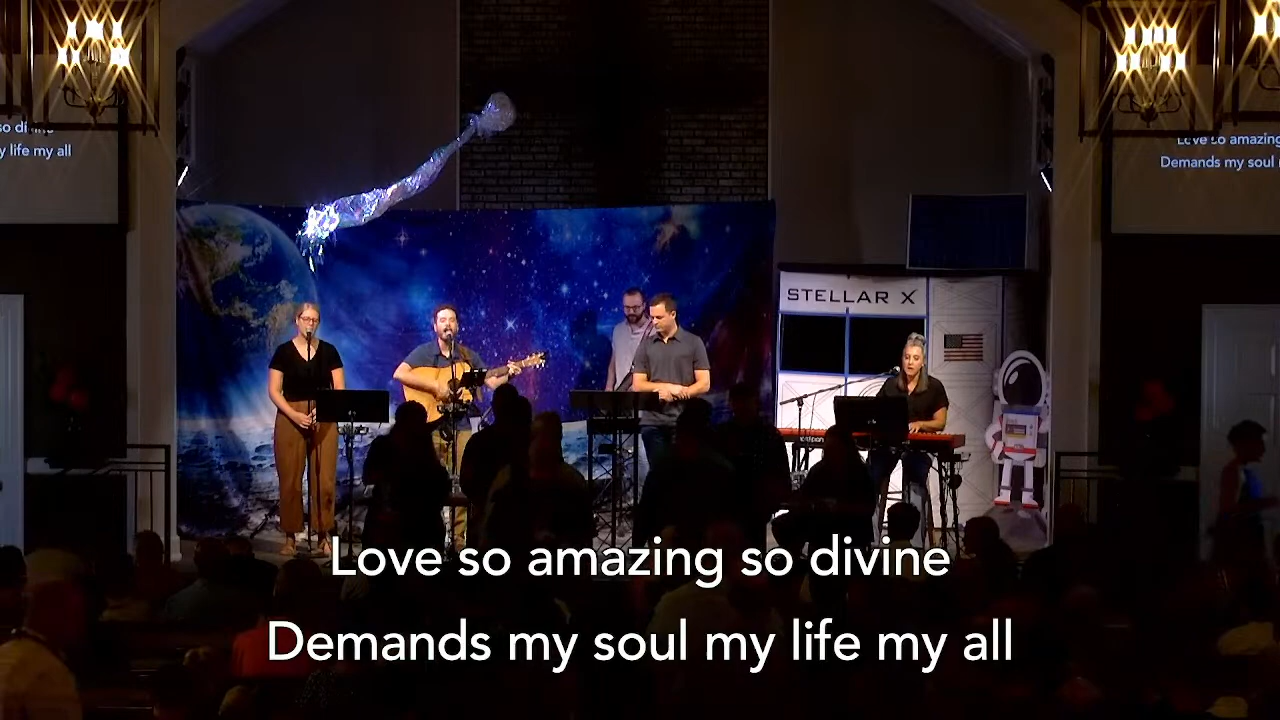 so divine
y life my all
Love so amazing
Demands my soul
STELLAR X
Love so amazing so divine
Demands my soul my life my all